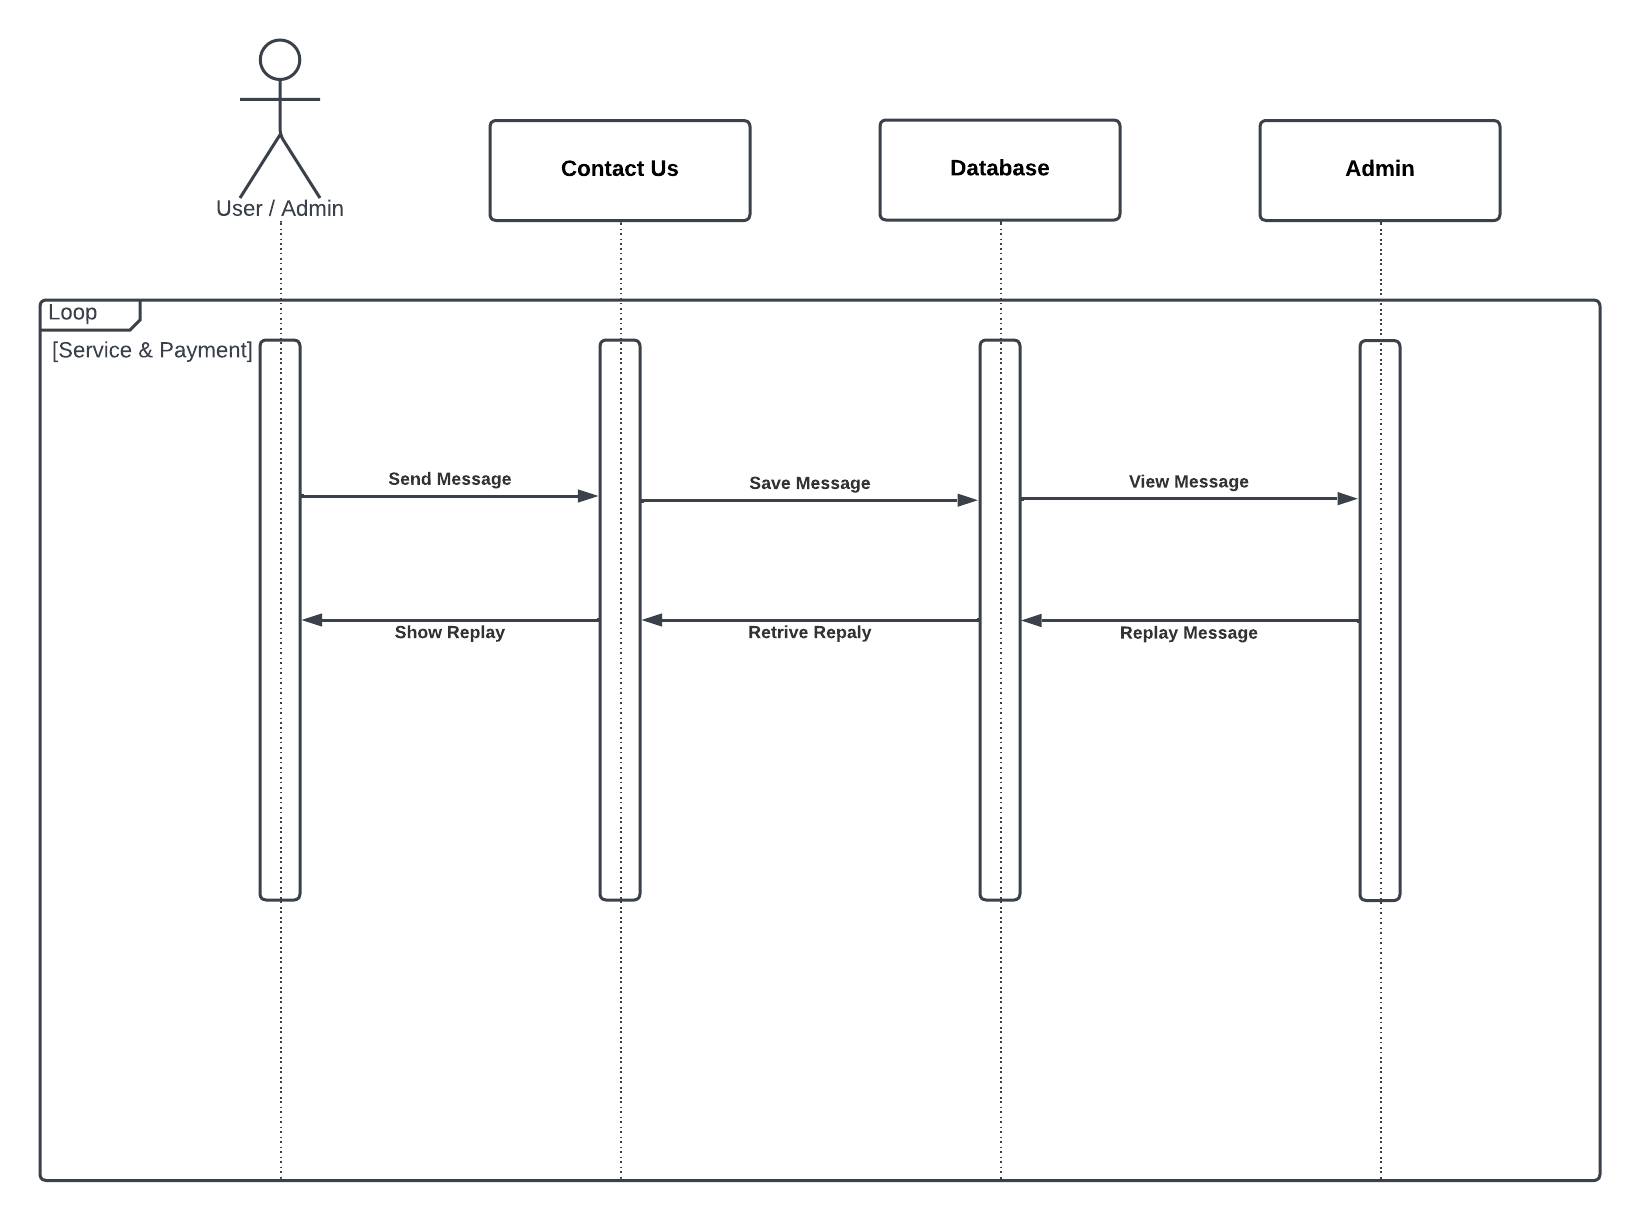 User / Admin
Contact Us
Database
Admin
Loop
[Service & Payment]
Send Message
Save Message
View Message
Show Replay
Retrive Repaly
Replay Message